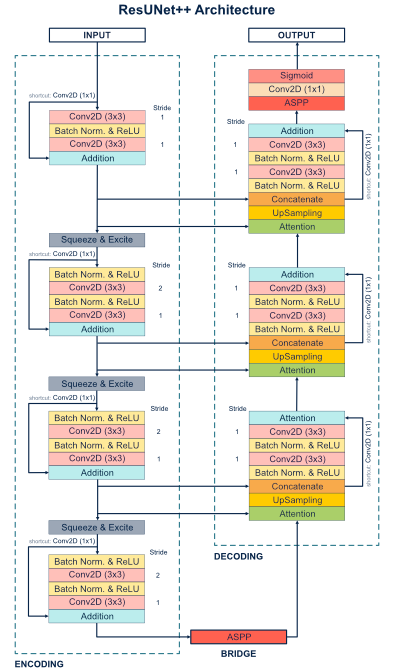 ResUNet++ Architecture
INPUT
shortcut: Conv2D (1x1)
Stride
Conv2D (3x3)
1
Batch Norm. & ReLU
Conv2D (3x3)
1
Addition
Squeeze & Excite
shortcut: Conv2D (1x1)
Stride
Batch Norm. & ReLU
Conv2D (3x3)
2
Batch Norm. & ReLU
Conv2D (3x3)
1
Addition
Squeeze & Excite
shortcut: Conv2D (1x1)
Stride
Batch Norm. & ReLU
Conv2D (3x3)
2
Batch Norm. & ReLU
Conv2D (3x3)
1
Addition
Squeeze & Excite
shortcut: Conv2D (1x1)
Stride
Batch Norm. & ReLU
Conv2D (3x3)
2
Batch Norm. & ReLU
Conv2D (3x3)
1
Addition
ENCODING
ASPP
BRIDGE
OUTPUT
Sigmoid
Conv2D (1x1)
ASPP
Stride
Addition
1
Conv2D (3x3)
Batch Norm. & ReLU
1
Conv2D (3x3)
Batch Norm. & ReLU
Concatenate
UpSampling
Attention
shortcut: Conv2D (1x1)
Stride
Addition
1
Conv2D (3x3)
Batch Norm. & ReLU
1
Conv2D (3x3)
Batch Norm. & ReLU
Concatenate
UpSampling
Attention
shortcut: Conv2D (1x1)
Stride
Attention
1
Conv2D (3x3)
Batch Norm. & ReLU
1
Conv2D (3x3)
Batch Norm. & ReLU
Concatenate
UpSampling
Attention
shortcut: Conv2D (1x1)
DECODING